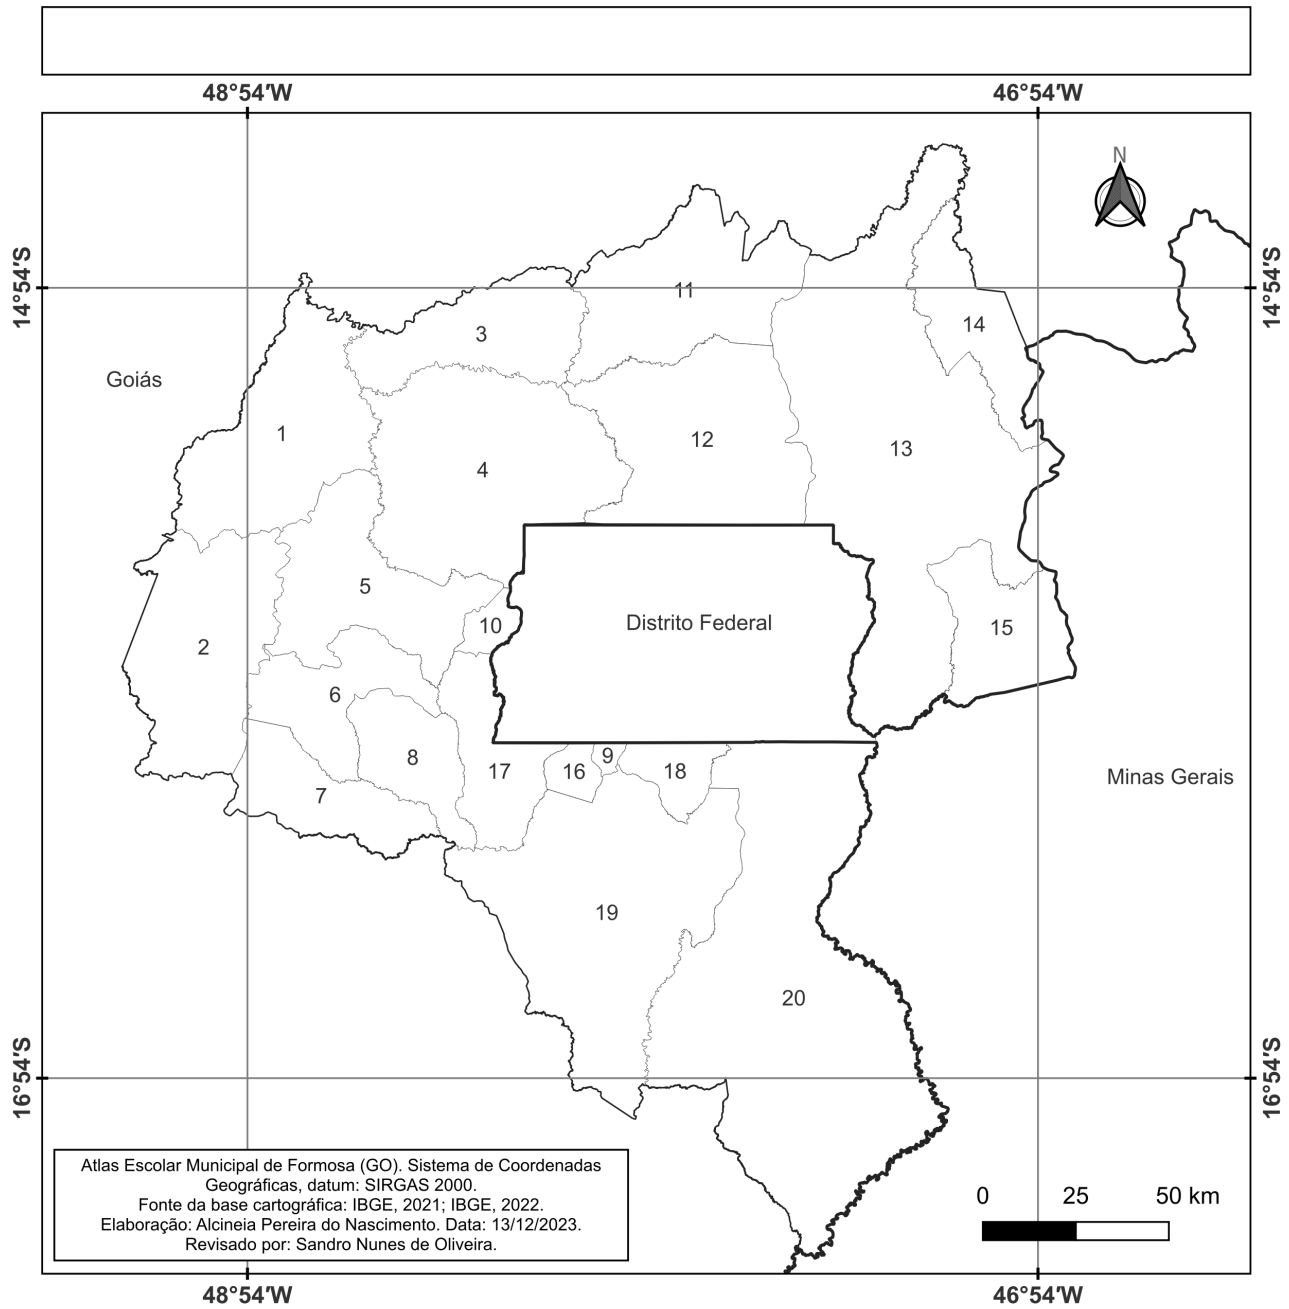 48°54′W 46°54′W
N
14°54′S 14°54′S
11
14
3
Goiás
1
12
13
4
5
Distrito Federal
10
15
2
6
9
8
16
17
18
Minas Gerais
7
19
20
16°54′S 16°54′S
Atlas Escolar Municipal de Formosa (GO). Sistema de Coordenadas
Geográficas, datum: SIRGAS 2000.
Fonte da base cartográfica: IBGE, 2021; IBGE, 2022.
Elaboração: Alcineia Pereira do Nascimento. Data: 13/12/2023.
Revisado por: Sandro Nunes de Oliveira.
0 25 50 km
48°54′W 46°54′W